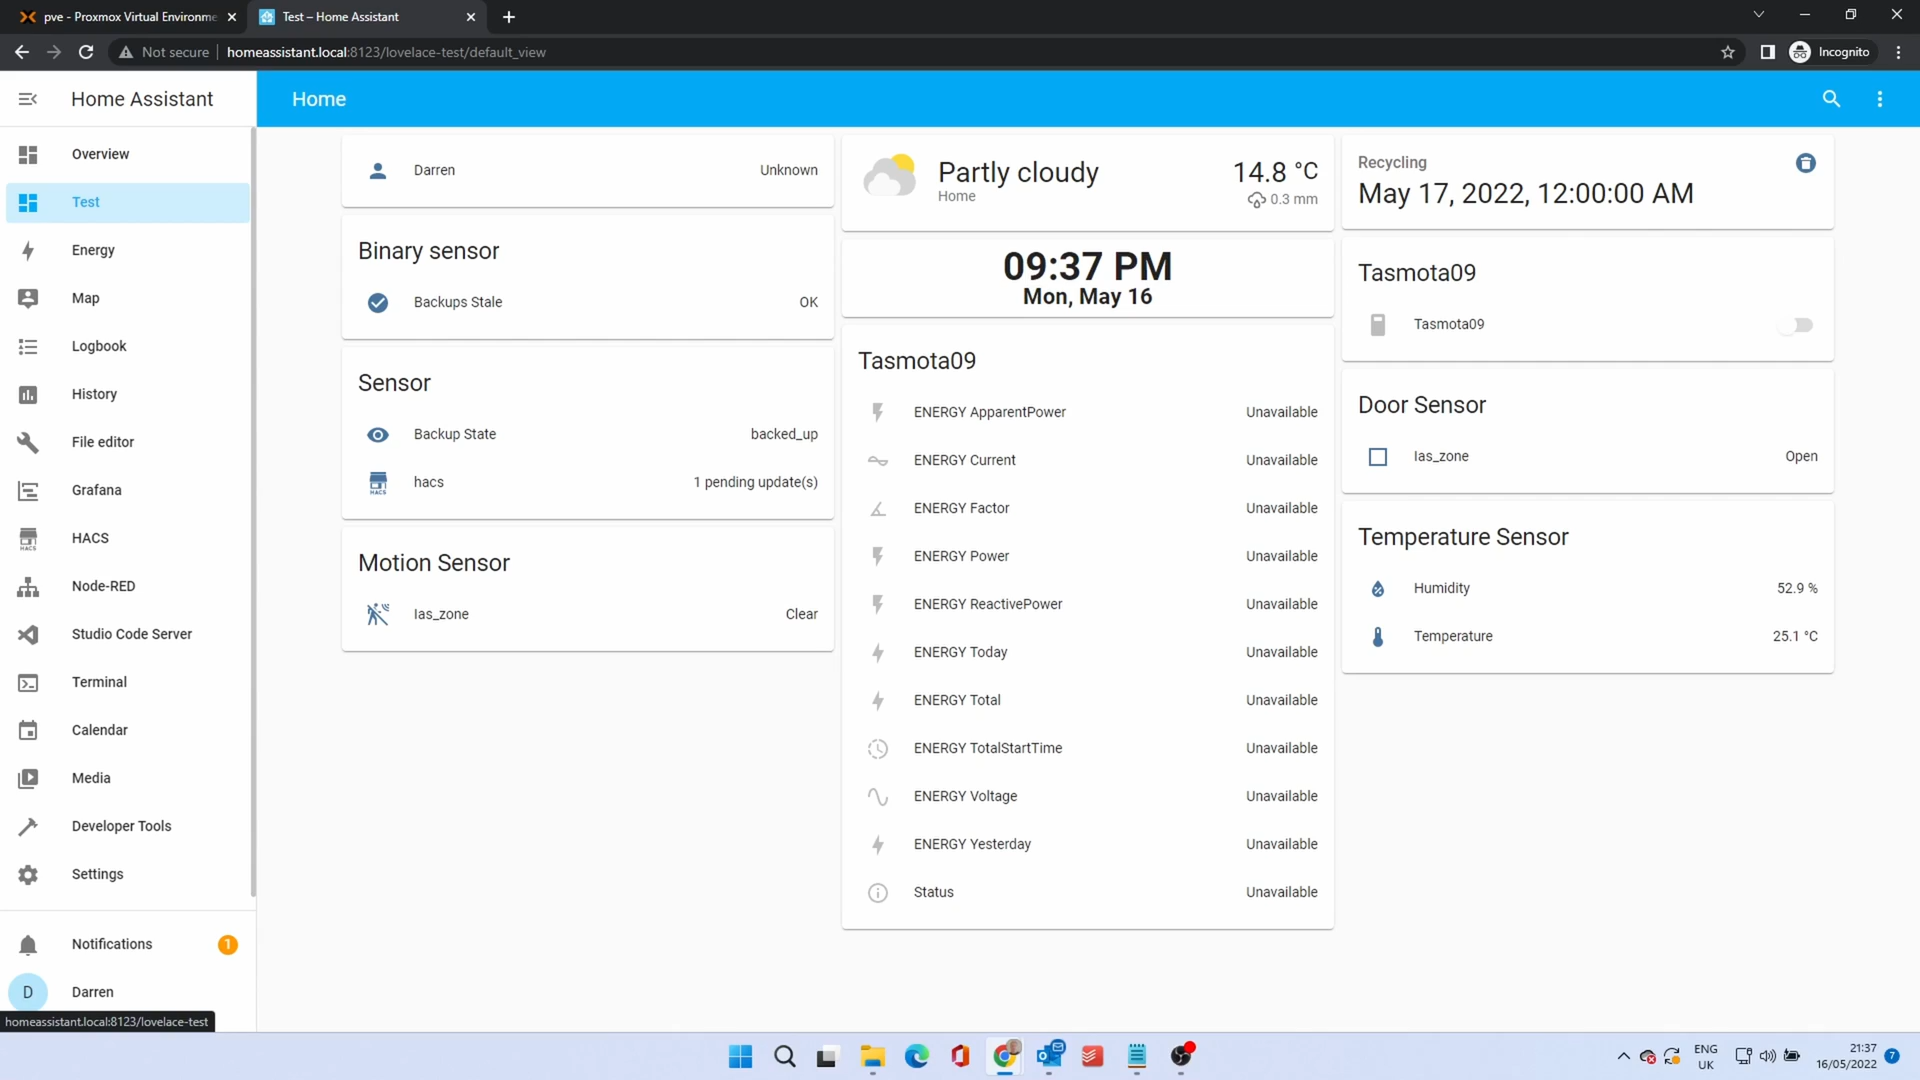 pve - Proxmox Virtual Environme
Test – Home Assistant
Not secure
homeassistant.local:8123/lovelace-test/default_view
Incognito
Home Assistant
Home
Overview
Test
Energy
Map
Logbook
History
File editor
Grafana
HACS
HACS
Node-RED
Studio Code Server
Terminal
Calendar
Media
Developer Tools
Settings
Notifications
1
D
Darren
homeassistant.local:8123/lovelace-test
Darren
Unknown
Binary sensor
Backups Stale
OK
Sensor
Backup State
backed_up
HACS
hacs
1 pending update(s)
Motion Sensor
Ias_zone
Clear
Partly cloudy
Home
14.8 °C
0.3 mm
09:37 PM
Mon, May 16
Tasmota09
ENERGY ApparentPower
Unavailable
ENERGY Current
Unavailable
ENERGY Factor
Unavailable
ENERGY Power
Unavailable
ENERGY ReactivePower
Unavailable
ENERGY Today
Unavailable
ENERGY Total
Unavailable
ENERGY TotalStartTime
Unavailable
ENERGY Voltage
Unavailable
ENERGY Yesterday
Unavailable
Status
Unavailable
Recycling
May 17, 2022, 12:00:00 AM
Tasmota09
Tasmota09
Door Sensor
Ias_zone
Open
Temperature Sensor
Humidity
52.9 %
Temperature
25.1 °C
ENG
UK
21:37
16/05/2022
7